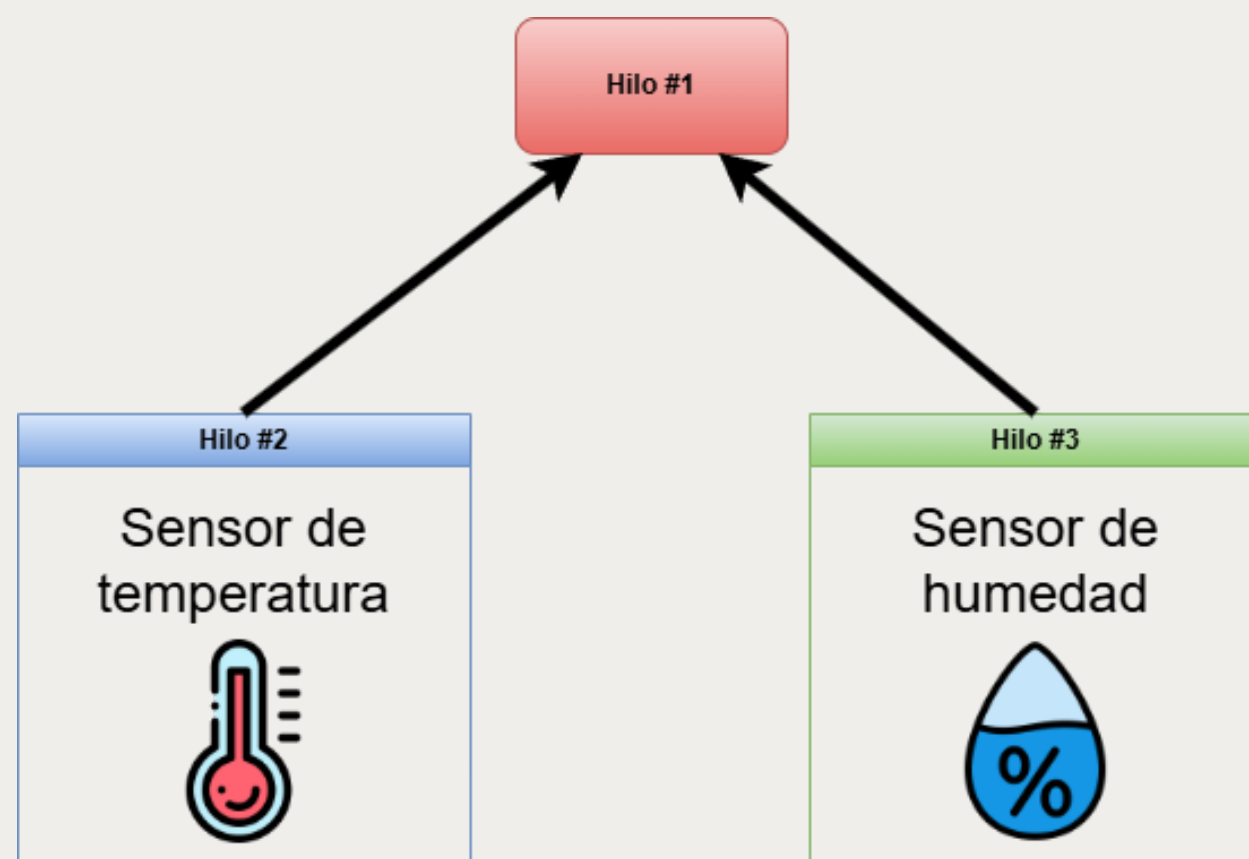 Hilo #1
Hilo #2
Sensor de
temperatura
Hilo #3
Sensor de
humedad
%